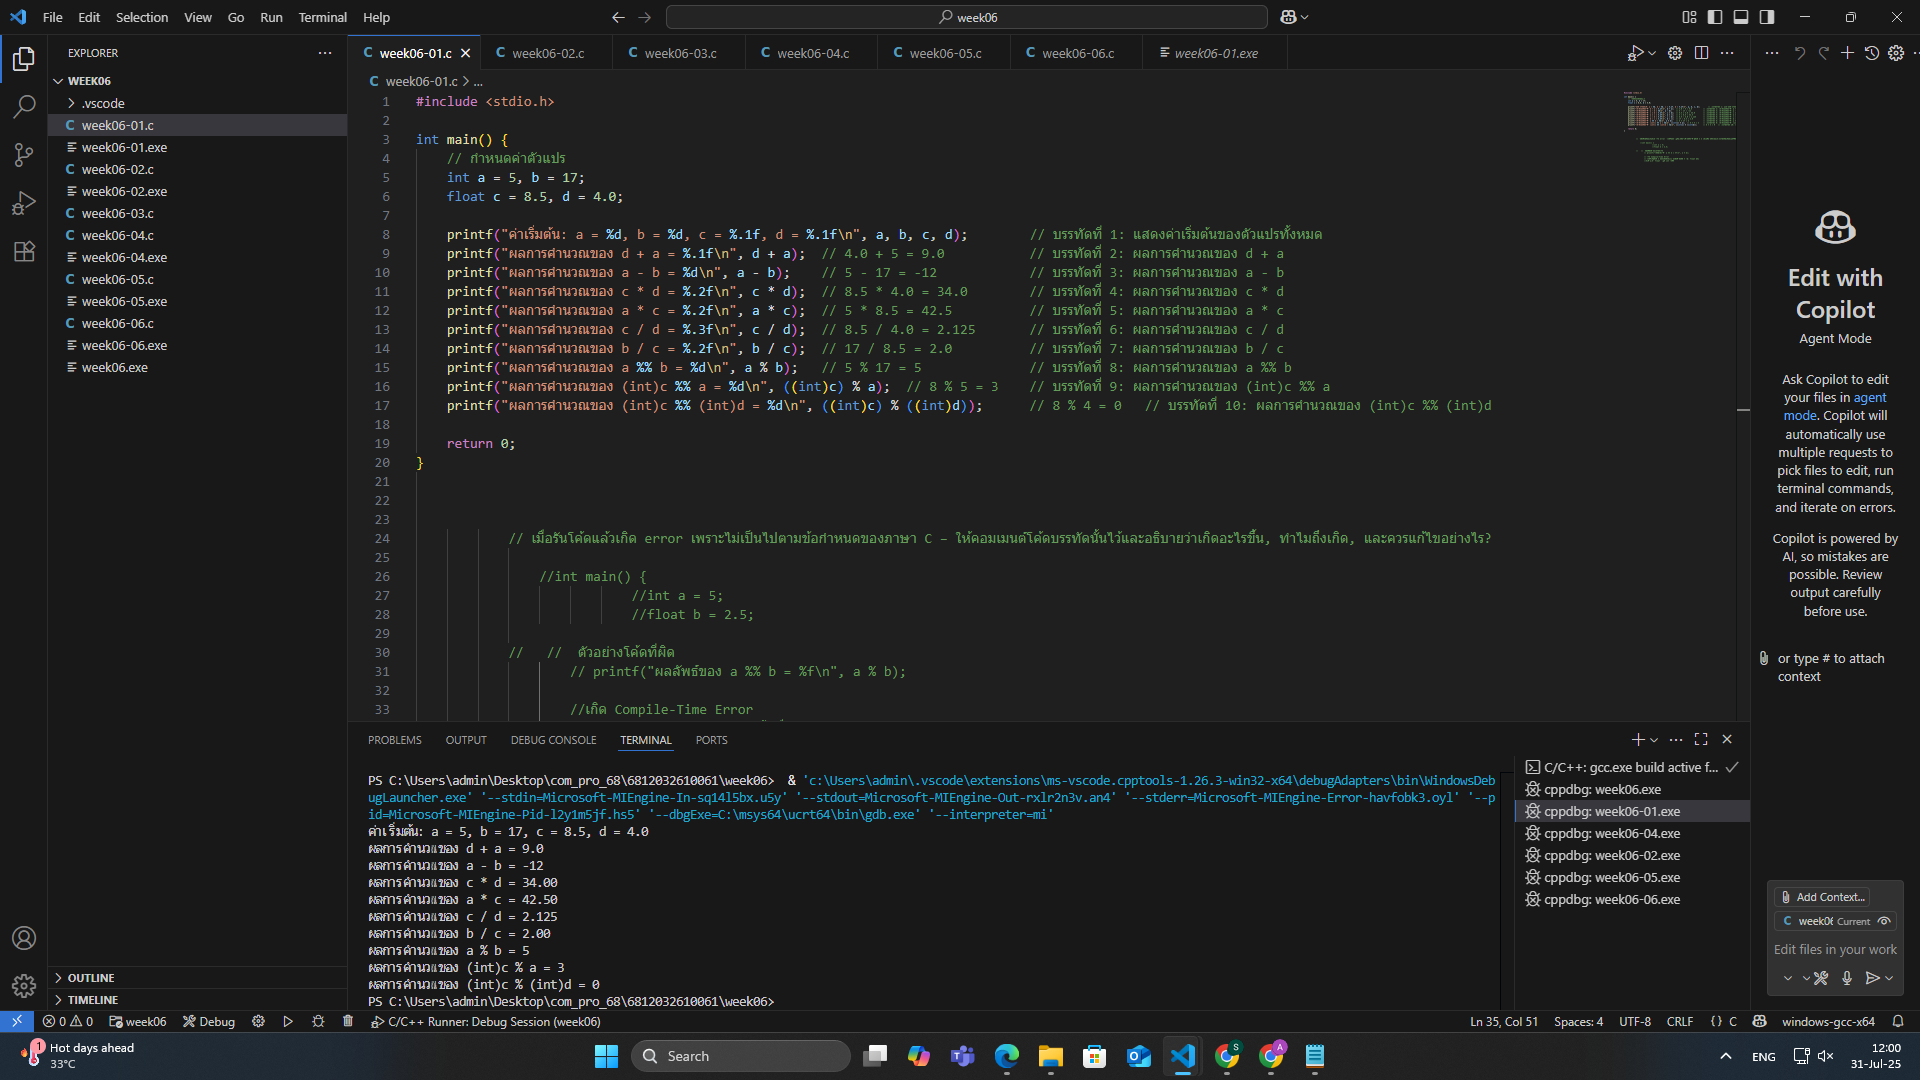 File Edit Selection View Go Run Terminal Help
week06
EXPLORER
WEEK06
.vscode
week06-01.c
week06-01.exe
week06-02.c
week06-02.exe
week06-03.c
week06-04.c
week06-04.exe
week06-05.c
week06-05.exe
week06-06.c
week06-06.exe
week06.exe
OUTLINE
TIMELINE
week06-01.c week06-02.c week06-03.c week06-04.c week06-05.c week06-06.c week06-01.exe
week06-01.c > ...
1 #include <stdio.h>
2
3 int main() {
4 // กำหนดค่าตัวแปร
5 int a = 5, b = 17;
6 float c = 8.5, d = 4.0;
7
8 printf("ค่าเริ่มต้น: a = %d, b = %d, c = %.1f, d = %.1f\n", a, b, c, d); // บรรทัดที่ 1: แสดงค่าเริ่มต้นของตัวแปรทั้งหมด
9 printf("ผลการคำนวณของ d + a = %.1f\n", d + a); // 4.0 + 5 = 9.0 // บรรทัดที่ 2: ผลการคำนวณของ d + a
10 printf("ผลการคำนวณของ a - b = %d\n", a - b); // 5 - 17 = -12 // บรรทัดที่ 3: ผลการคำนวณของ a - b
11 printf("ผลการคำนวณของ c * d = %.2f\n", c * d); // 8.5 * 4.0 = 34.0 // บรรทัดที่ 4: ผลการคำนวณของ c * d
12 printf("ผลการคำนวณของ a * c = %.2f\n", a * c); // 5 * 8.5 = 42.5 // บรรทัดที่ 5: ผลการคำนวณของ a * c
13 printf("ผลการคำนวณของ c / d = %.3f\n", c / d); // 8.5 / 4.0 = 2.125 // บรรทัดที่ 6: ผลการคำนวณของ c / d
14 printf("ผลการคำนวณของ b / c = %.2f\n", b / c); // 17 / 8.5 = 2.0 // บรรทัดที่ 7: ผลการคำนวณของ b / c
15 printf("ผลการคำนวณของ a %% b = %d\n", a % b); // 5 % 17 = 5 // บรรทัดที่ 8: ผลการคำนวณของ a %% b
16 printf("ผลการคำนวณของ (int)c %% a = %d\n", ((int)c) % a); // 8 % 5 = 3 // บรรทัดที่ 9: ผลการคำนวณของ (int)c %% a
17 printf("ผลการคำนวณของ (int)c %% (int)d = %d\n", ((int)c) % ((int)d)); // 8 % 4 = 0 // บรรทัดที่ 10: ผลการคำนวณของ (int)c %% (int)d
18
19 return 0;
20 }
21
22
23
24 // เมื่อรันโค้ดแล้วเกิด error เพราะไม่เป็นไปตามข้อกำหนดของภาษา C – ให้คอมเมนต์โค้ดบรรทัดนั้นไว้และอธิบายว่าเกิดอะไรขึ้น, ทำไมถึงเกิด, และควรแก้ไขอย่างไร?
25
26 //int main() {
27 //int a = 5;
28 //float b = 2.5;
29
30 // // ตัวอย่างโค้ดที่ผิด
31 // printf("ผลลัพธ์ของ a %% b = %f\n", a % b);
32
33 //เกิด Compile-Time Error
PROBLEMS OUTPUT DEBUG CONSOLE TERMINAL PORTS
PS C:\Users\admin\Desktop\com_pro_68\6812032610061\week06> & 'c:\Users\admin\.vscode\extensions\ms-vscode.cpptools-1.26.3-win32-x64\debugAdapters\bin\WindowsDeb
ugLauncher.exe' '--stdin=Microsoft-MIEngine-In-sq14l5bx.u5y' '--stdout=Microsoft-MIEngine-Out-rxlr2n3v.an4' '--stderr=Microsoft-MIEngine-Error-havfobk3.oyl' '--p
id=Microsoft-MIEngine-Pid-l2y1m5jf.hs5' '--dbgExe=C:\msys64\ucrt64\bin\gdb.exe' '--interpreter=mi'
ค่าเริ่มต้น: a = 5, b = 17, c = 8.5, d = 4.0
ผลการคำนวณของ d + a = 9.0
ผลการคำนวณของ a - b = -12
ผลการคำนวณของ c * d = 34.00
ผลการคำนวณของ a * c = 42.50
ผลการคำนวณของ c / d = 2.125
ผลการคำนวณของ b / c = 2.00
ผลการคำนวณของ a % b = 5
ผลการคำนวณของ (int)c % a = 3
ผลการคำนวณของ (int)c % (int)d = 0
PS C:\Users\admin\Desktop\com_pro_68\6812032610061\week06>
C/C++: gcc.exe build active f...
cppdbg: week06.exe
cppdbg: week06-01.exe
cppdbg: week06-04.exe
cppdbg: week06-02.exe
cppdbg: week06-05.exe
cppdbg: week06-06.exe
Edit with
Copilot
Agent Mode
Ask Copilot to edit
your files in agent
mode. Copilot will
automatically use
multiple requests to
pick files to edit, run
terminal commands,
and iterate on errors.
Copilot is powered by
AI, so mistakes are
possible. Review
output carefully
before use.
or type # to attach
context
Add Context...
C week0 Current
Edit files in your work
0 0 week06 Debug C/C++ Runner: Debug Session (week06)
Ln 35, Col 51 Spaces: 4 UTF-8 CRLF {} C windows-gcc-x64
1 Hot days ahead
33°C
Search
S A
ENG
12:00
31-Jul-25